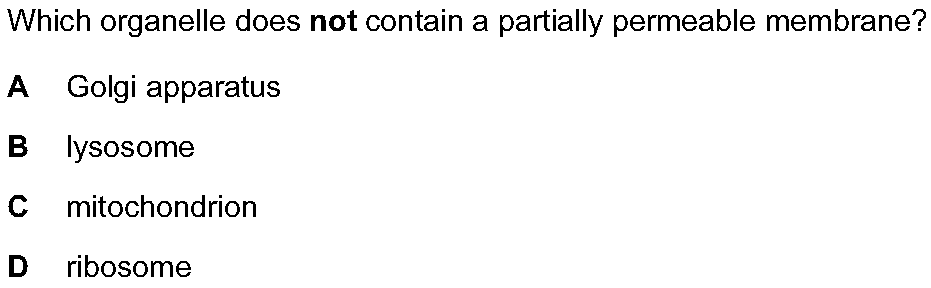 Which organelle does not contain a partially permeable membrane?
A Golgi apparatus
B lysosome
C mitochondrion
D ribosome